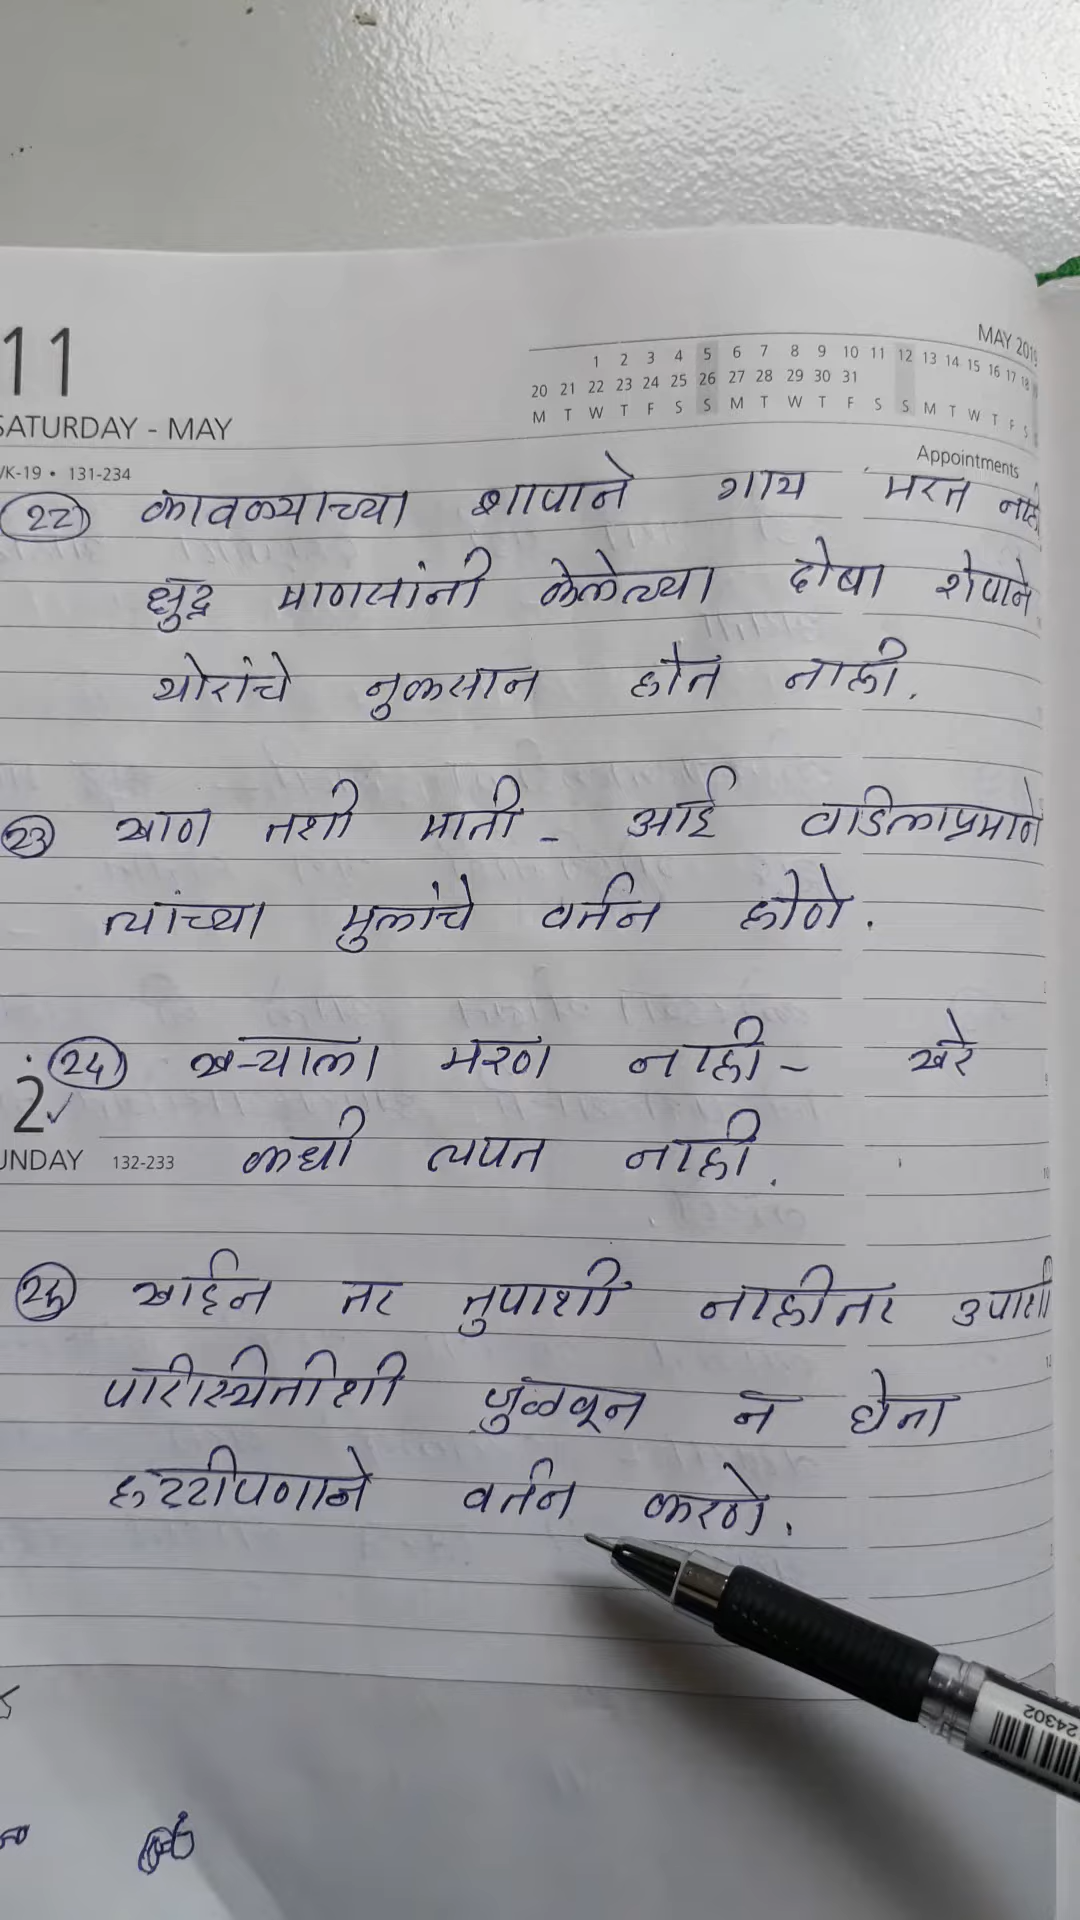 11
SATURDAY - MAY
WK-19 • 131-234
MAY 2019
1 2 3 4 5 6 7 8 9 10 11 12 13 14 15 16 17 18
20 21 22 23 24 25 26 27 28 29 30 31
M T W T F S S M T W T F S S M T W T F S
Appointments
(22) कावळ्याच्या शापाने गाय मरत नाही
क्षुद्र माणसांनी केलेल्या दोषा रोपाने
थोरांचे नुकसान होत नाही.
(23) खाण तशी माती - आई वाडिलाप्रमाणे
त्यांच्या मुलांचे वर्तन होणे.
(24) खऱ्याला मरण नाही - खरे
2
कधी लपत नाही.
SUNDAY 132-233
(25) खाईन तर तुपाशी नाहीतर उपाशी
परिस्थितीशी जुळवून न घेता
हट्टीपणाने वर्तन करणे.
24302